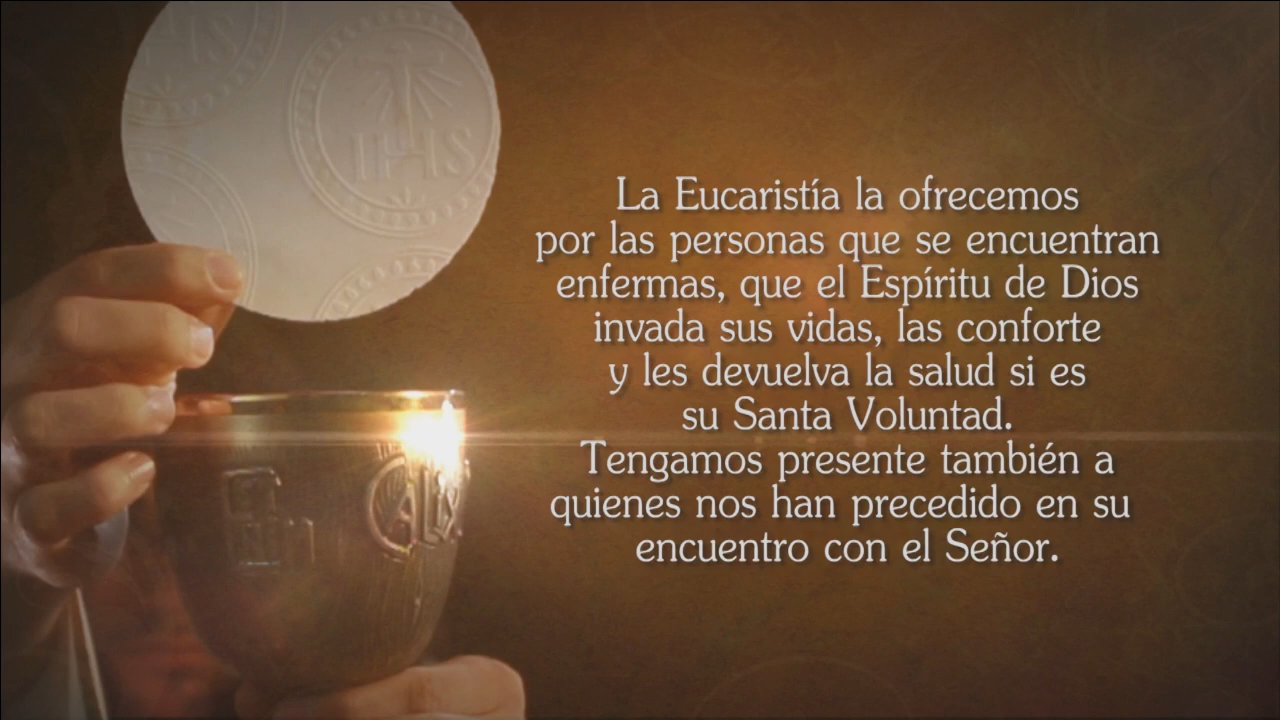 IHS
La Eucaristía la ofrecemos
por las personas que se encuentran
enfermas, que el Espíritu de Dios
invada sus vidas, las conforte
y les devuelva la salud si es
su Santa Voluntad.
Tengamos presente también a
quienes nos han precedido en su
encuentro con el Señor.